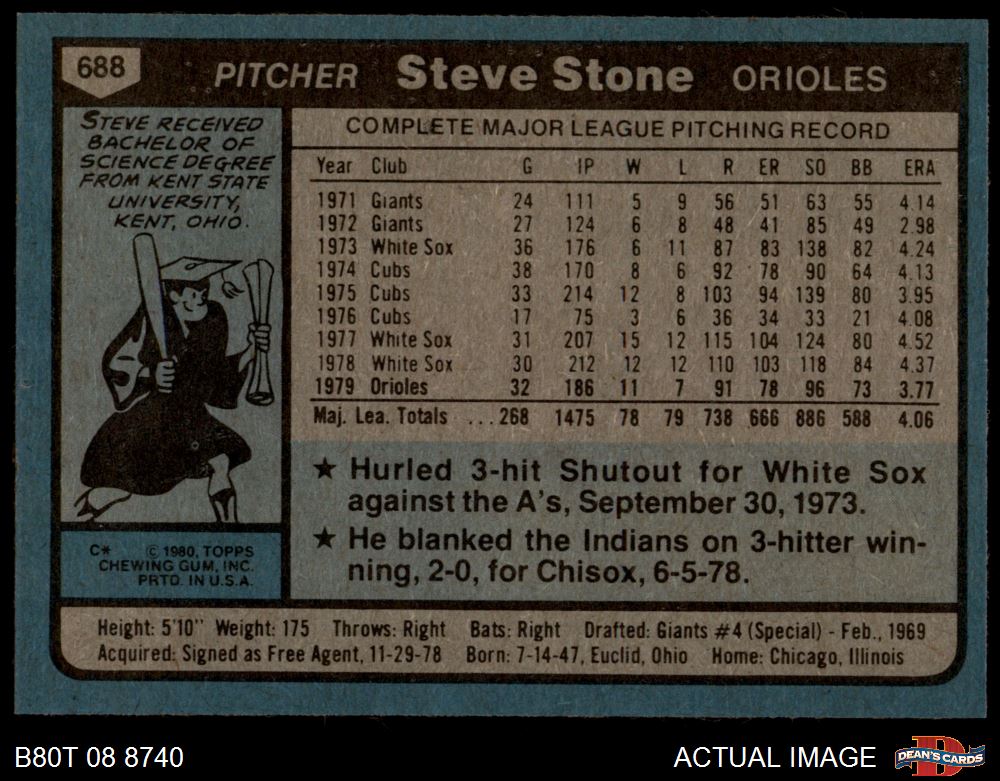 688 PITCHER Steve Stone ORIOLES
STEVE RECEIVED
BACHELOR OF
SCIENCE DEGREE
FROM KENT STATE
UNIVERSITY,
KENT, OHIO.
C* © 1980, TOPPS
CHEWING GUM, INC.
PRTD. IN U.S.A.
COMPLETE MAJOR LEAGUE PITCHING RECORD
Year Club G IP W L R ER SO BB ERA
1971 Giants 24 111 5 9 56 51 63 55 4.14
1972 Giants 27 124 6 8 48 41 85 49 2.98
1973 White Sox 36 176 6 11 87 83 138 82 4.24
1974 Cubs 38 170 8 6 92 78 90 64 4.13
1975 Cubs 33 214 12 8 103 94 139 80 3.95
1976 Cubs 17 75 3 6 36 34 33 21 4.08
1977 White Sox 31 207 15 12 115 104 124 80 4.52
1978 White Sox 30 212 12 12 110 103 118 84 4.37
1979 Orioles 32 186 11 7 91 78 96 73 3.77
Maj. Lea. Totals ... 268 1475 78 79 738 666 886 588 4.06
★ Hurled 3-hit Shutout for White Sox
against the A's, September 30, 1973.
★ He blanked the Indians on 3-hitter win-
ning, 2-0, for Chisox, 6-5-78.
Height: 5'10" Weight: 175 Throws: Right Bats: Right Drafted: Giants #4 (Special) - Feb., 1969
Acquired: Signed as Free Agent, 11-29-78 Born: 7-14-47, Euclid, Ohio Home: Chicago, Illinois
B80T 08 8740 ACTUAL IMAGE D DEAN'S CARDS